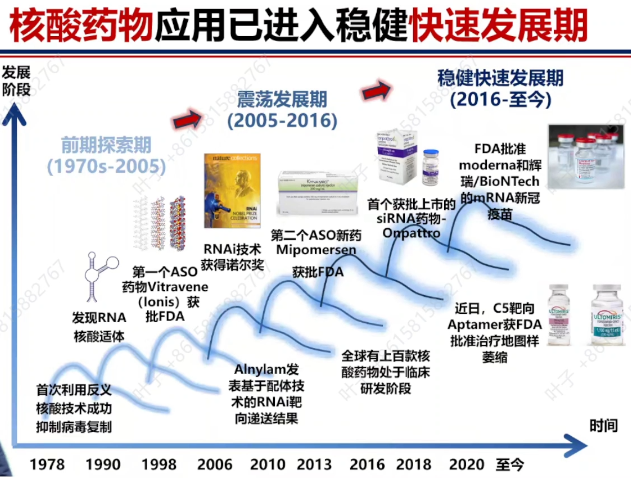 核酸药物应用已进入稳健快速发展期
发展
阶段
前期探索期
(1970s-2005)
震荡发展期
(2005-2016)
稳健快速发展期
(2016-至今)
首次利用反义
核酸技术成功
抑制病毒复制
发现RNA
核酸适体
第一个ASO
药物Vitravene
（Ionis）获
批FDA
RNAi技术
获得诺尔奖
Alnylam发
表基于配体技
术的RNAi靶
向递送结果
第二个ASO新药
Mipomersen
获批FDA
全球有上百款核
酸药物处于临床
研发阶段
首个获批上市的
siRNA药物-
Onpattro
FDA批准
moderna和辉
瑞/BioNTech
的mRNA新冠
疫苗
近日，C5靶向
Aptamer获FDA
批准治疗地图样
萎缩
RNAi
ULTOMIRIS
ULTOMIRIS
时间
1978 1990 1998 2006 2010 2013 2016 2018 2020 至今
叶子 +8615815882767